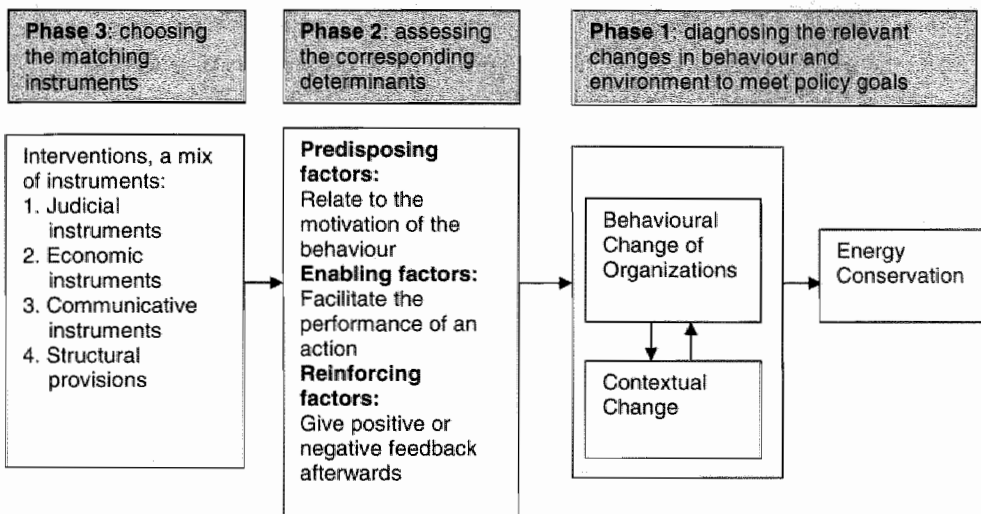 Phase 3: choosing
the matching
instruments
Phase 2: assessing
the corresponding
determinants
Phase 1: diagnosing the relevant
changes in behaviour and
environment to meet policy goals
Interventions, a mix
of instruments:
1. Judicial
instruments
2. Economic
instruments
3. Communicative
instruments
4. Structural
provisions
Predisposing
factors:
Relate to the
motivation of the
behaviour
Enabling factors:
Facilitate the
performance of an
action
Reinforcing
factors:
Give positive or
negative feedback
afterwards
Behavioural
Change of
Organizations
Contextual
Change
Energy
Conservation